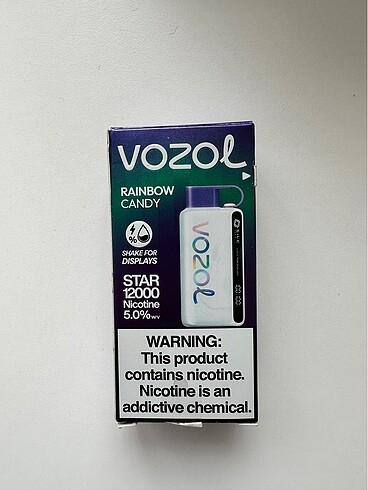 VOZOL
RAINBOW
CANDY
%
SHAKE FOR
DISPLAYS
STAR
12000
Nicotine
5.0% W/V
VOZOL
WARNING:
This product
contains nicotine.
Nicotine is an
addictive chemical.